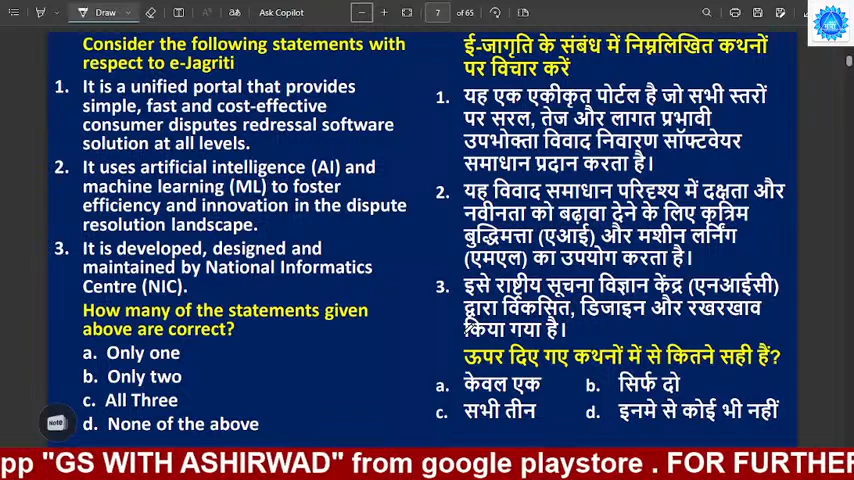 Draw
Ask Copilot
7
of 65
Consider the following statements with
respect to e-Jagriti
1. It is a unified portal that provides
simple, fast and cost-effective
consumer disputes redressal software
solution at all levels.
2. It uses artificial intelligence (AI) and
machine learning (ML) to foster
efficiency and innovation in the dispute
resolution landscape.
3. It is developed, designed and
maintained by National Informatics
Centre (NIC).
How many of the statements given
above are correct?
a. Only one
b. Only two
c. All Three
d. None of the above
ई-जागृति के संबंध में निम्नलिखित कथनों
पर विचार करें
1. यह एक एकीकृत पोर्टल है जो सभी स्तरों
पर सरल, तेज और लागत प्रभावी
उपभोक्ता विवाद निवारण सॉफ्टवेयर
समाधान प्रदान करता है।
2. यह विवाद समाधान परिदृश्य में दक्षता और
नवीनता को बढ़ावा देने के लिए कृत्रिम
बुद्धिमत्ता (एआई) और मशीन लर्निंग
(एमएल) का उपयोग करता है।
3. इसे राष्ट्रीय सूचना विज्ञान केंद्र (एनआईसी)
द्वारा विकसित, डिजाइन और रखरखाव
किया गया है।
ऊपर दिए गए कथनों में से कितने सही हैं?
a. केवल एक b. सिर्फ दो
c. सभी तीन d. इनमे से कोई भी नहीं
Note
pp "GS WITH ASHIRWAD" from google playstore . FOR FURTHER